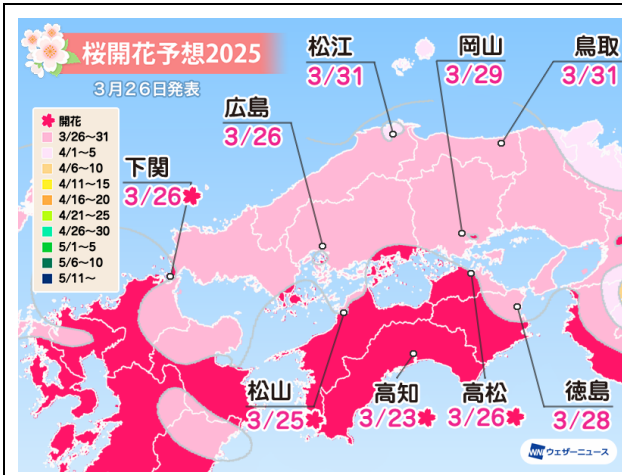 桜開花予想2025
3月26日発表
開花
3/26〜31
4/1〜5
4/6〜10
4/11〜15
4/16〜20
4/21〜25
4/26〜30
5/1〜5
5/6〜10
5/11〜
松江
3/31
岡山
3/29
鳥取
3/31
広島
3/26
下関
3/26
松山
3/25
高知
3/23
高松
3/26
徳島
3/28
WNI ウェザーニュース